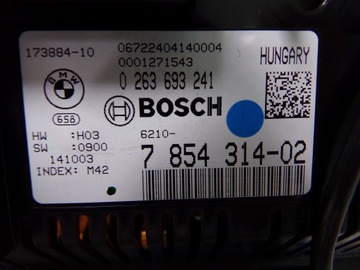 173884-10
06722404140004
0001271543
HUNGARY
0 263 693 241
BMW
BOSCH
656
HW : H03
SW : 0900
141003
INDEX: M42
6210-
7 854 314-02